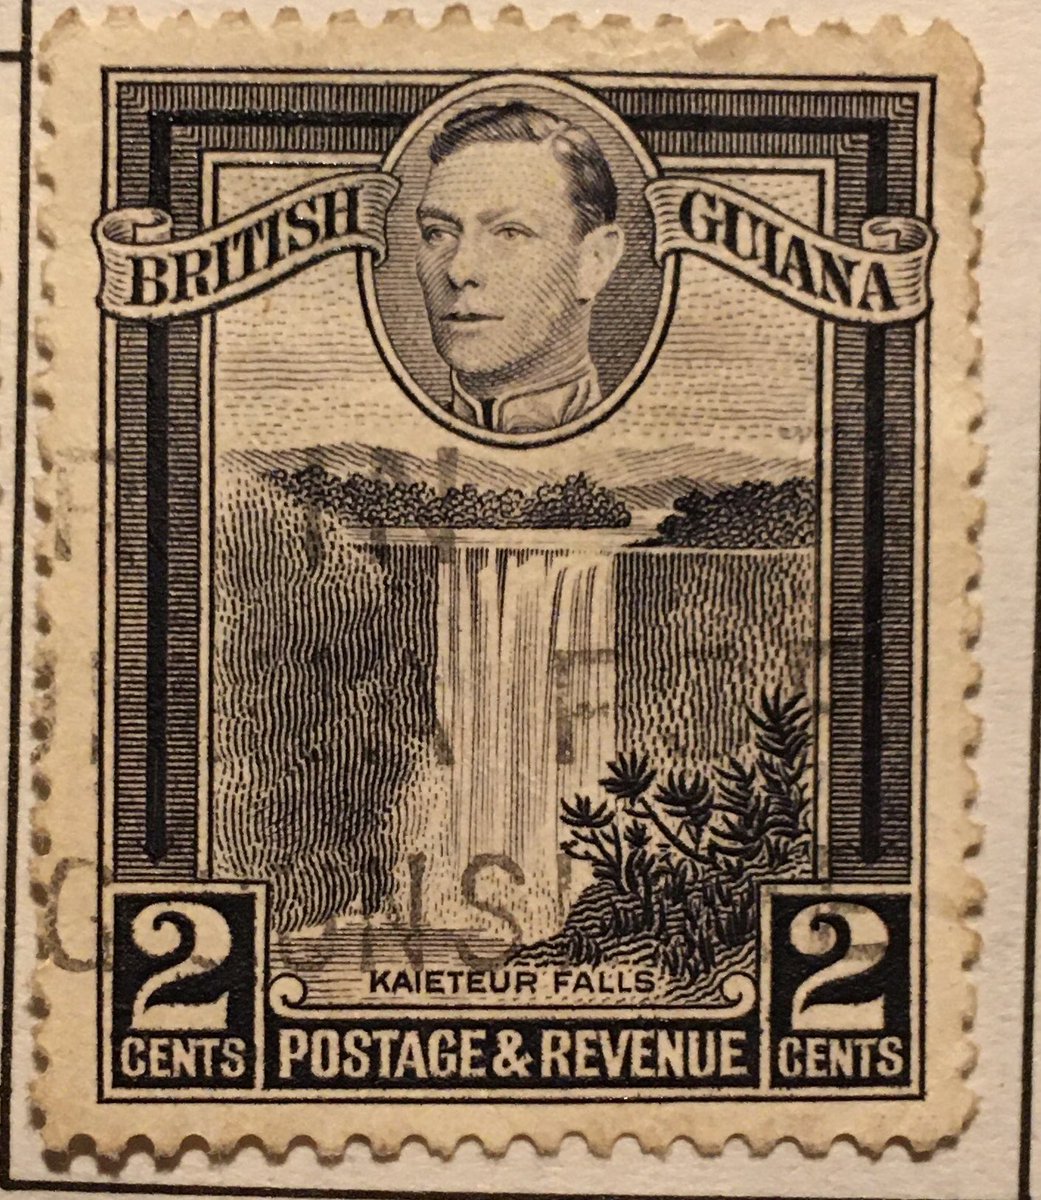 BRITISH GUIANA
KAIETEUR FALLS
2 2
CENTS POSTAGE & REVENUE CENTS